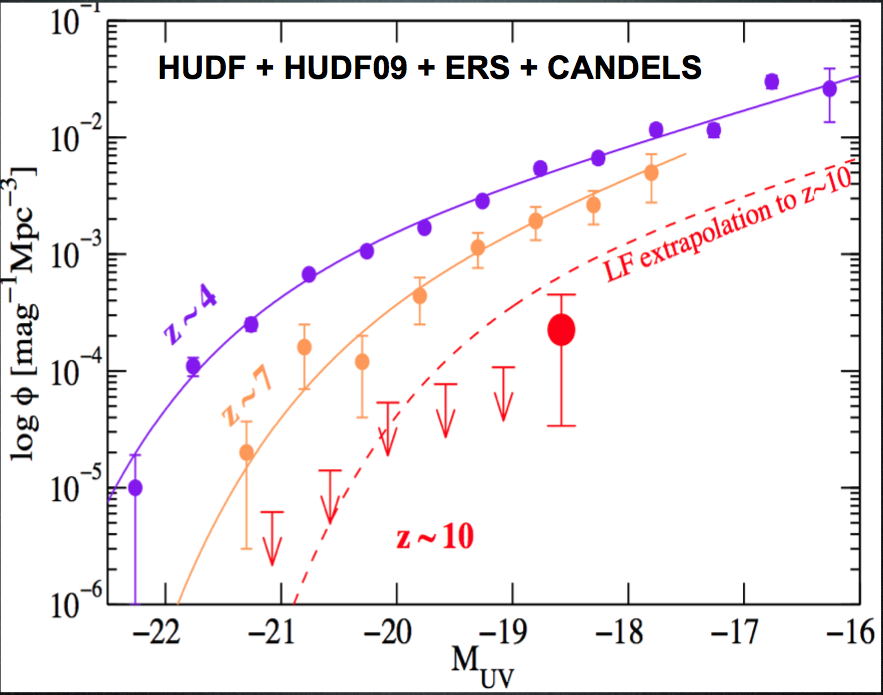 HUDF + HUDF09 + ERS + CANDELS
log ϕ [mag⁻¹Mpc⁻³]
10⁻¹
10⁻²
10⁻³
10⁻⁴
10⁻⁵
10⁻⁶
z~4
z~7
LF extrapolation to z~10
z~10
−22
−21
−20
−19
−18
−17
−16
M_UV